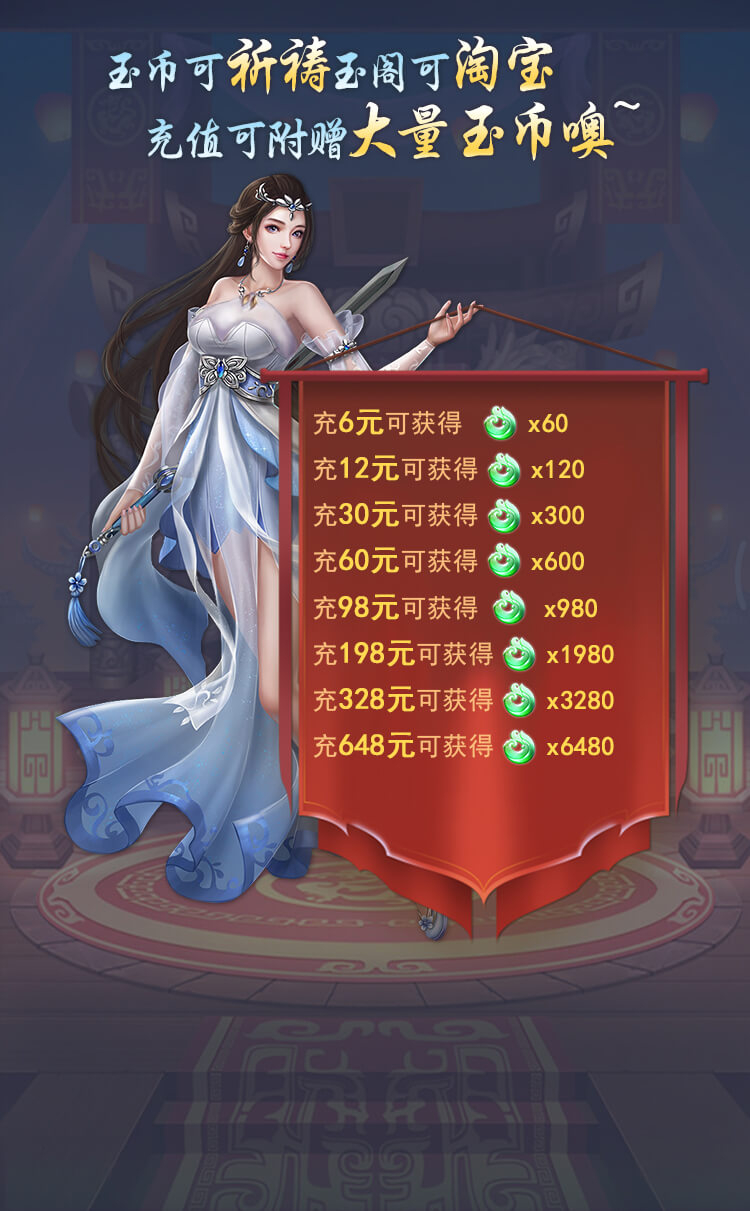 玉币可祈祷玉阁可淘宝
充值可附赠大量玉币噢~
充6元可获得 x60
充12元可获得 x120
充30元可获得 x300
充60元可获得 x600
充98元可获得 x980
充198元可获得 x1980
充328元可获得 x3280
充648元可获得 x6480